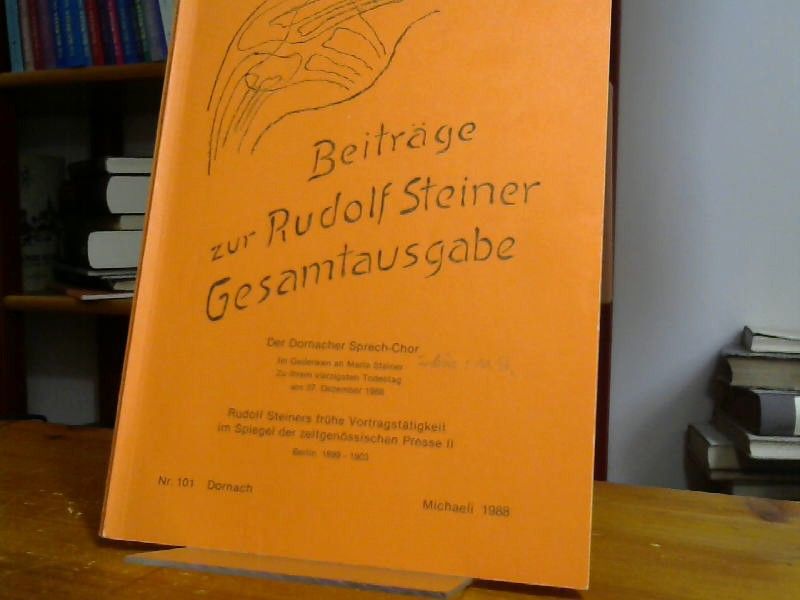 Beiträge
zur Rudolf Steiner
Gesamtausgabe
Der Dornacher Sprech-Chor
Im Gedenken an Marie Steiner
Zu ihrem vierzigsten Todestag
am 27. Dezember 1988
Rudolf Steiners frühe Vortragstätigkeit
im Spiegel der zeitgenössischen Presse II
Berlin, 1899 - 1903
Nr. 101 Dornach
Michaeli 1988